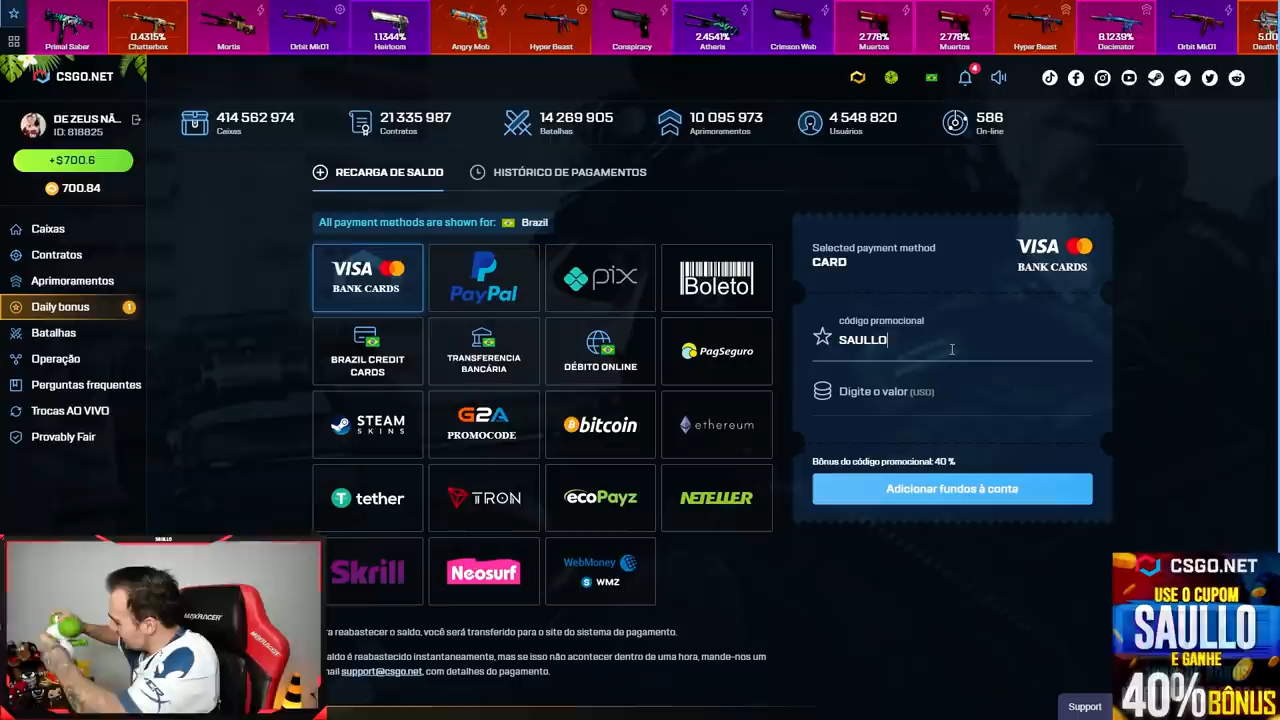 Primal Saber
0.4315%
Chatterbox
Mortis
Orbit Mk01
1.1344%
Heirloom
Angry Mob
Hyper Beast
Conspiracy
2.4541%
Atheris
Crimson Web
2.778%
Muertos
2.778%
Muertos
Hyper Beast
8.1239%
Decimator
Orbit Mk01
5.00
Death
CSGO.NET
4
DE ZEUS NÃ...
ID: 818825
+$700.6
700.84
414 562 974
Caixas
21 335 987
Contratos
14 269 905
Batalhas
10 095 973
Aprimoramentos
4 548 820
Usuários
586
On-line
RECARGA DE SALDO
HISTÓRICO DE PAGAMENTOS
Caixas
Contratos
Aprimoramentos
Daily bonus
1
Batalhas
Operação
Perguntas frequentes
Trocas AO VIVO
Provably Fair
All payment methods are shown for: Brazil
VISA
BANK CARDS
PayPal
pix
Boleto
BRAZIL CREDIT
CARDS
TRANSFERENCIA
BANCÁRIA
DÉBITO ONLINE
PagSeguro
STEAM
SKINS
G2A
PROMOCODE
bitcoin
ethereum
tether
TRON
ecoPayz
NETELLER
Skrill
Neosurf
WebMoney
WMZ
Selected payment method
CARD
VISA
BANK CARDS
código promocional
SAULLO
Digite o valor (USD)
Bônus do código promocional: 40 %
Adicionar fundos à conta
ra reabastecer o saldo, você será transferido para o site do sistema de pagamento.
aldo é reabastecido instantaneamente, mas se isso não acontecer dentro de uma hora, mande-nos um
ail support@csgo.net, com detalhes do pagamento.
SAULLO
MAXRACER
CSGO.NET
USE O CUPOM
SAULLO
E GANHE
40% BÔNUS
Support